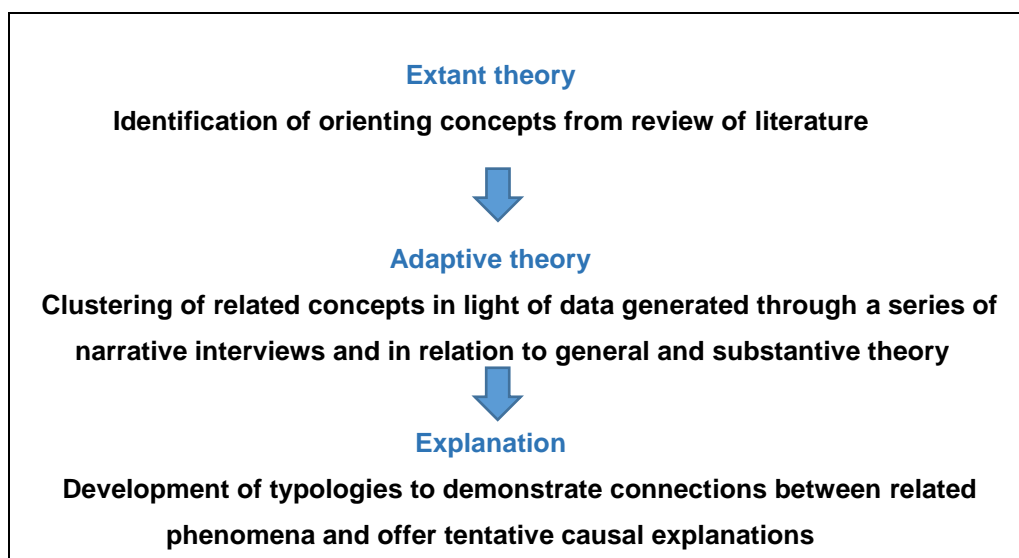 Extant theory
Identification of orienting concepts from review of literature
Adaptive theory
Clustering of related concepts in light of data generated through a series of
narrative interviews and in relation to general and substantive theory
Explanation
Development of typologies to demonstrate connections between related
phenomena and offer tentative causal explanations